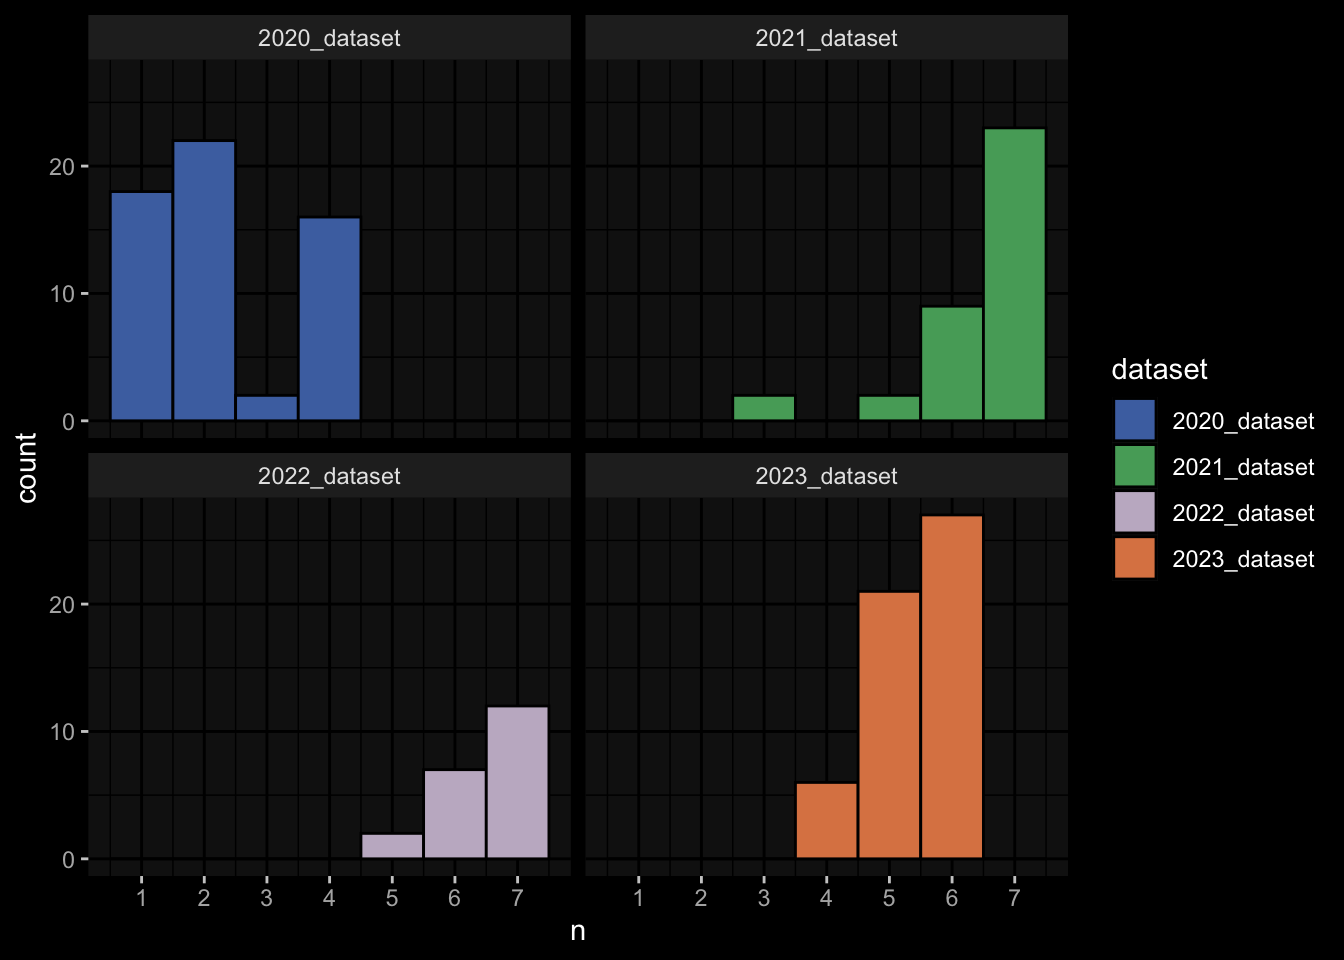 2020_dataset
2021_dataset
20
10
0
2022_dataset
2023_dataset
20
10
0
1 2 3 4 5 6 7
1 2 3 4 5 6 7
n
count
dataset
2020_dataset
2021_dataset
2022_dataset
2023_dataset